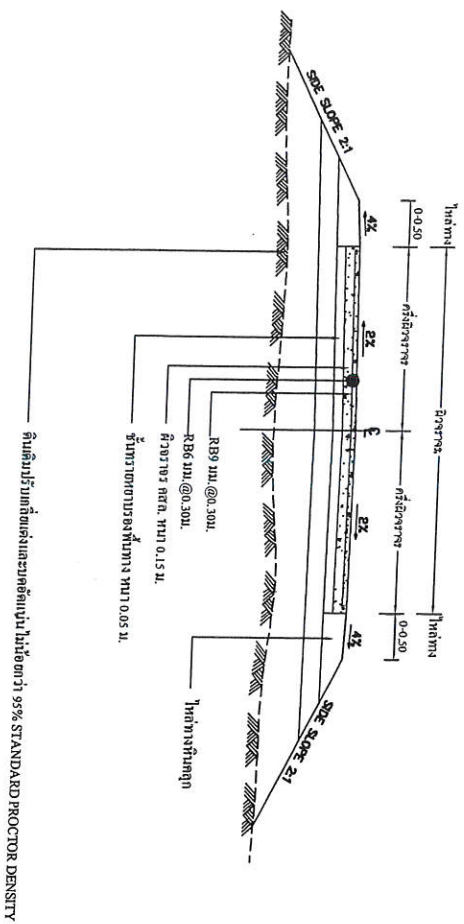 ไหล่ทาง
ผิวจราจร
ไหล่ทาง
0-0.50
ครึ่งผิวจราจร
ครึ่งผิวจราจร
0-0.50
SIDE SLOPE 2:1
4%
2%
2%
4%
SIDE SLOPE 2:1
RB9 มม.@0.30ม.
RB6 มม.@0.30ม.
ผิวจราจร คสล. หนา 0.15 ม.
ชั้นทรายหยาบรองพื้นทาง หนา 0.05 ม.
ไหล่ทางหินคลุก
ดินเดิมปรับเกลี่ยแต่งและบดอัดแน่นไม่น้อยกว่า 95% STANDARD PROCTOR DENSITY